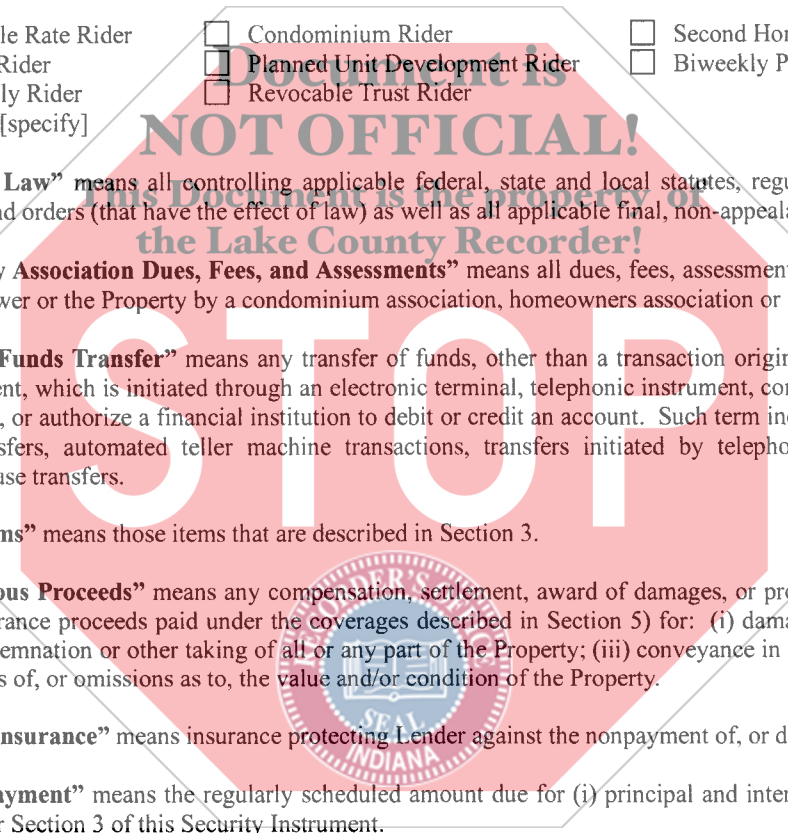 le Rate Rider ☐ Condominium Rider ☐ Second Hor
Rider ☐ Planned Unit Development Rider ☐ Biweekly P
ly Rider ☐ Revocable Trust Rider
[specify]
Document is
NOT OFFICIAL!
This Document is the property of
the Lake County Recorder!
Law” means all controlling applicable federal, state and local statutes, regu
nd orders (that have the effect of law) as well as all applicable final, non-appeala
y Association Dues, Fees, and Assessments” means all dues, fees, assessment
wer or the Property by a condominium association, homeowners association or
STOP
Funds Transfer” means any transfer of funds, other than a transaction origin
ent, which is initiated through an electronic terminal, telephonic instrument, con
, or authorize a financial institution to debit or credit an account. Such term inc
sfers, automated teller machine transactions, transfers initiated by telepho
use transfers.
ms” means those items that are described in Section 3.
ous Proceeds” means any compensation, settlement, award of damages, or pro
rance proceeds paid under the coverages described in Section 5) for: (i) dama
emnation or other taking of all or any part of the Property; (iii) conveyance in
s of, or omissions as to, the value and/or condition of the Property.
RECORDER'S OFFICE
SEAL
INDIANA
nsurance” means insurance protecting Lender against the nonpayment of, or d
ayment” means the regularly scheduled amount due for (i) principal and inter
r Section 3 of this Security Instrument.